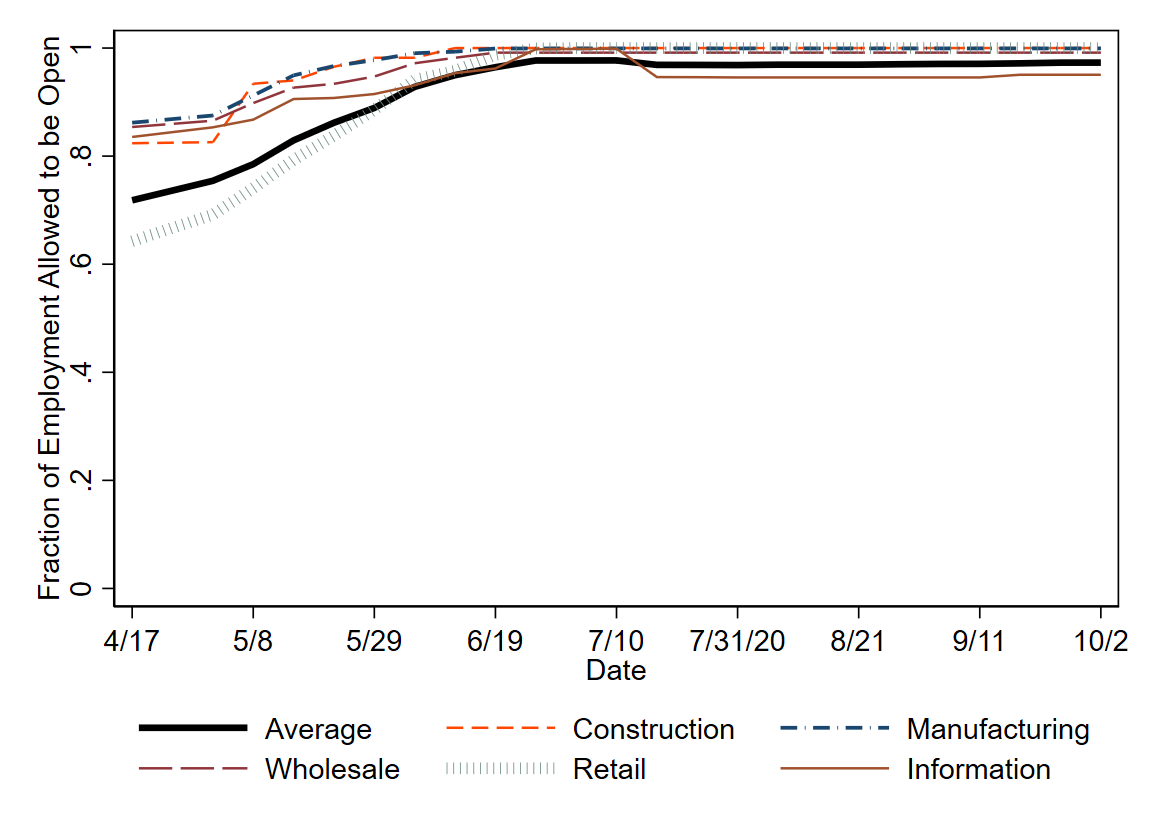 Fraction of Employment Allowed to be Open
1
.8
.6
.4
.2
0
4/17 5/8 5/29 6/19 7/10 7/31/20 8/21 9/11 10/2
Date
Average Construction Manufacturing
Wholesale Retail Information